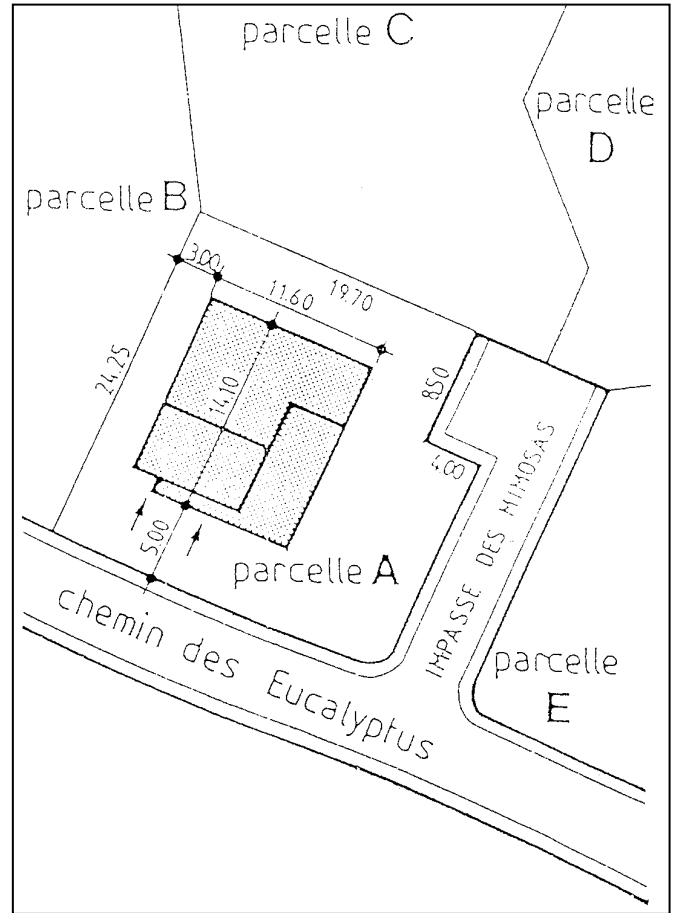 parcelle C
parcelle
D
parcelle B
3.00
11.60
19.70
24.25
14.10
8.50
4.00
5.00
parcelle A
IMPASSE DES MIMOSAS
chemin des Eucalyptus
parcelle
E